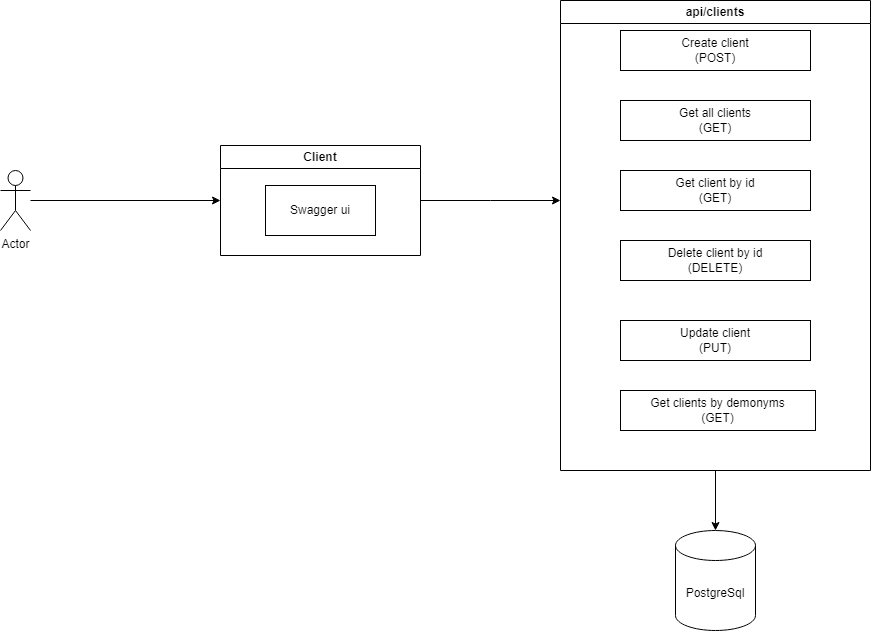 api/clients
Create client
(POST)
Get all clients
(GET)
Client
Get client by id
(GET)
Swagger ui
Actor
Delete client by id
(DELETE)
Update client
(PUT)
Get clients by demonyms
(GET)
PostgreSql